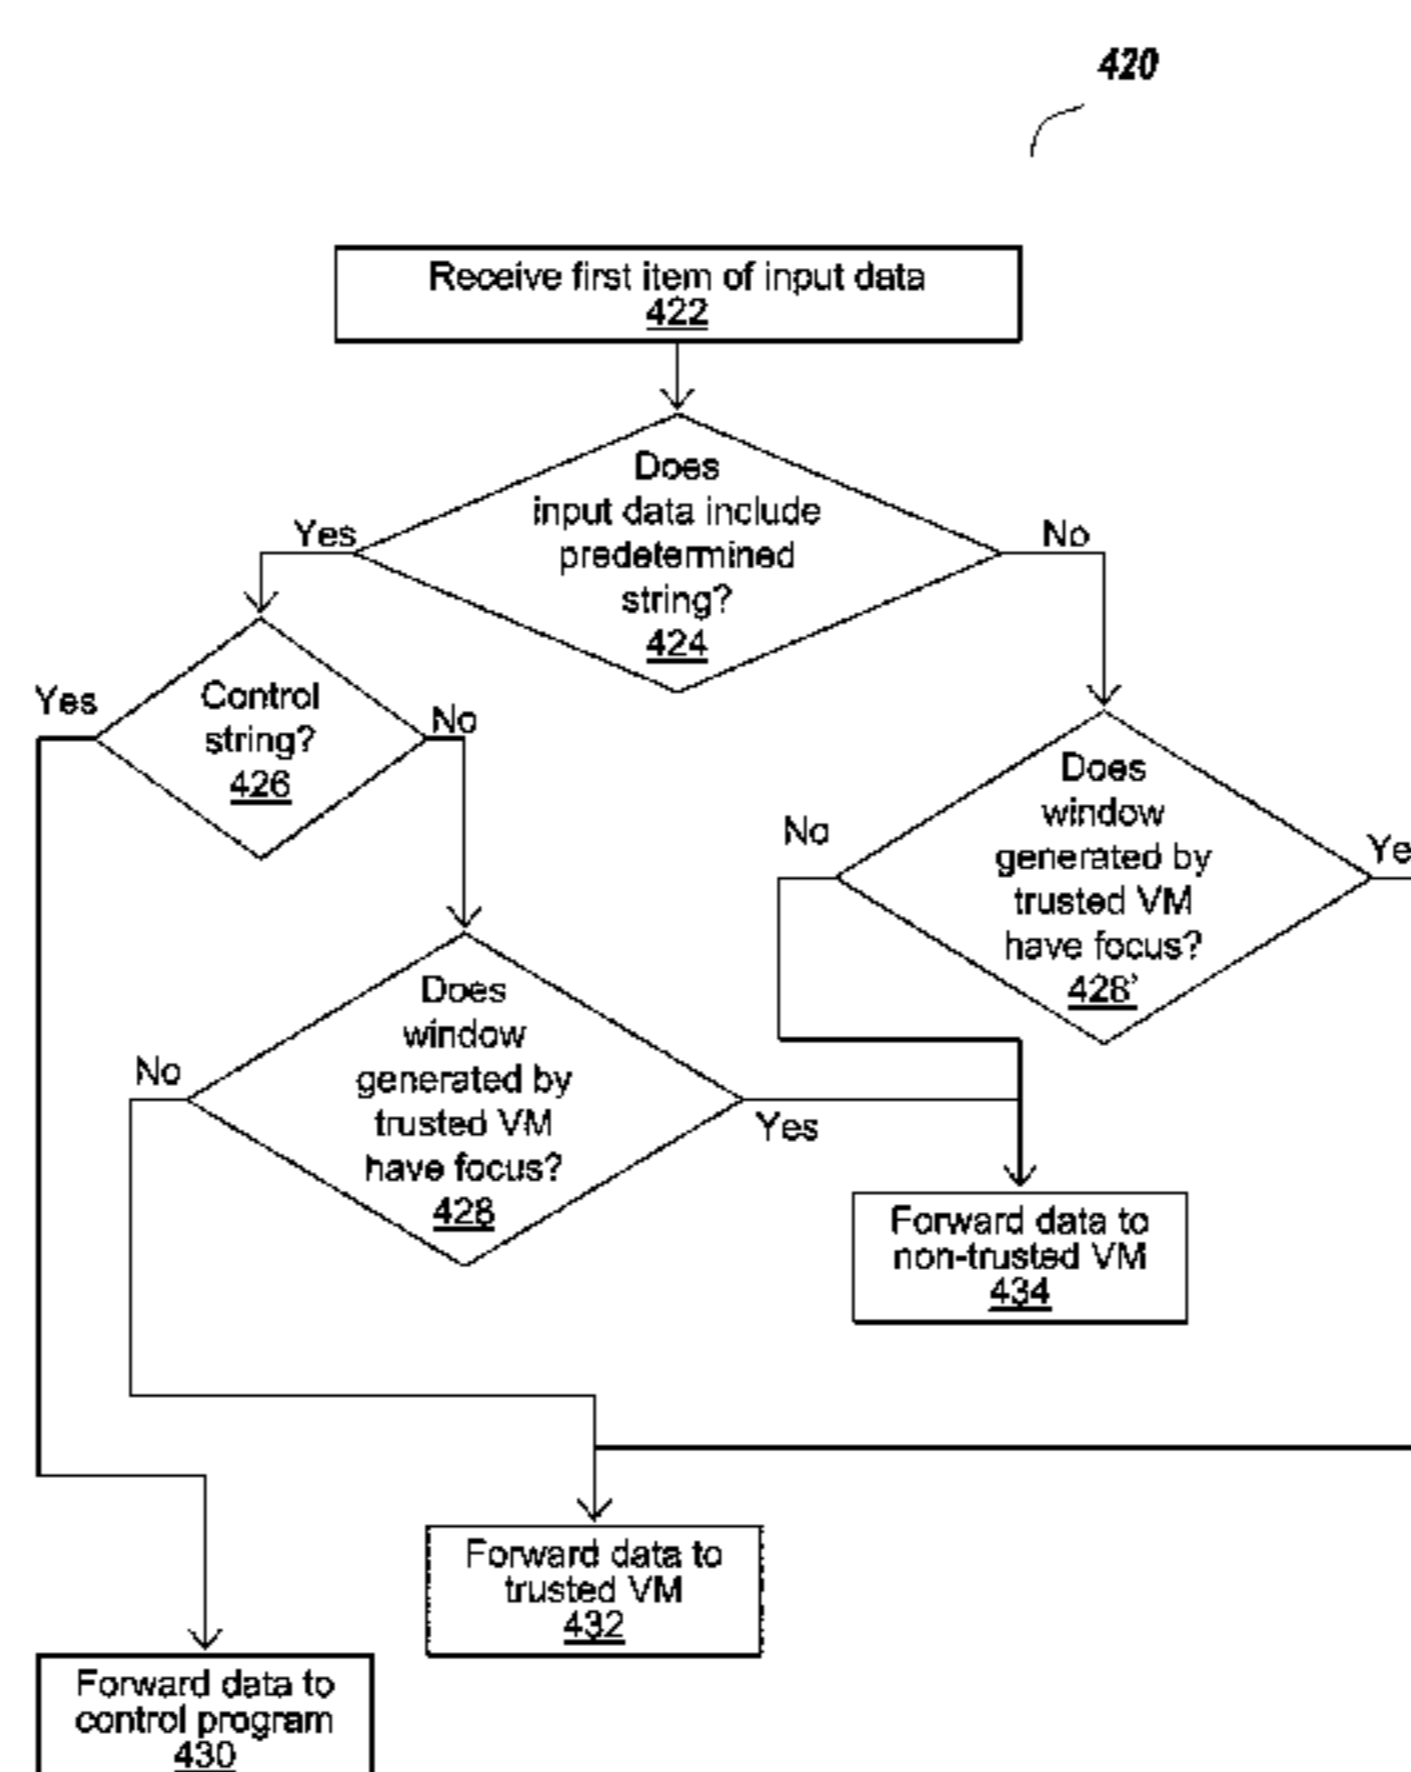 420
Receive first item of input data
422
Does
input data include
predetermined
string?
424
Yes
No
Control
string?
426
Yes
No
Does
window
generated by
trusted VM
have focus?
428'
No
Ye
Does
window
generated by
trusted VM
have focus?
428
No
Yes
Forward data to
non-trusted VM
434
Forward data to
trusted VM
432
Forward data to
control program
430